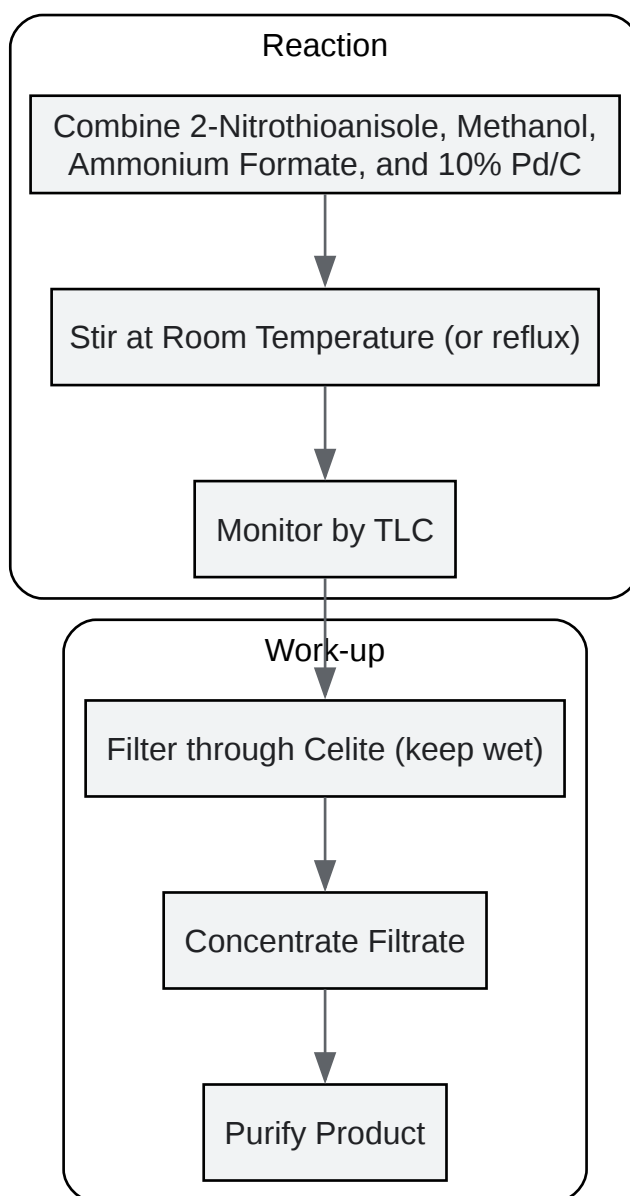 Reaction
Combine 2-Nitrothioanisole, Methanol,
Ammonium Formate, and 10% Pd/C
Stir at Room Temperature (or reflux)
Monitor by TLC
Work-up
Filter through Celite (keep wet)
Concentrate Filtrate
Purify Product